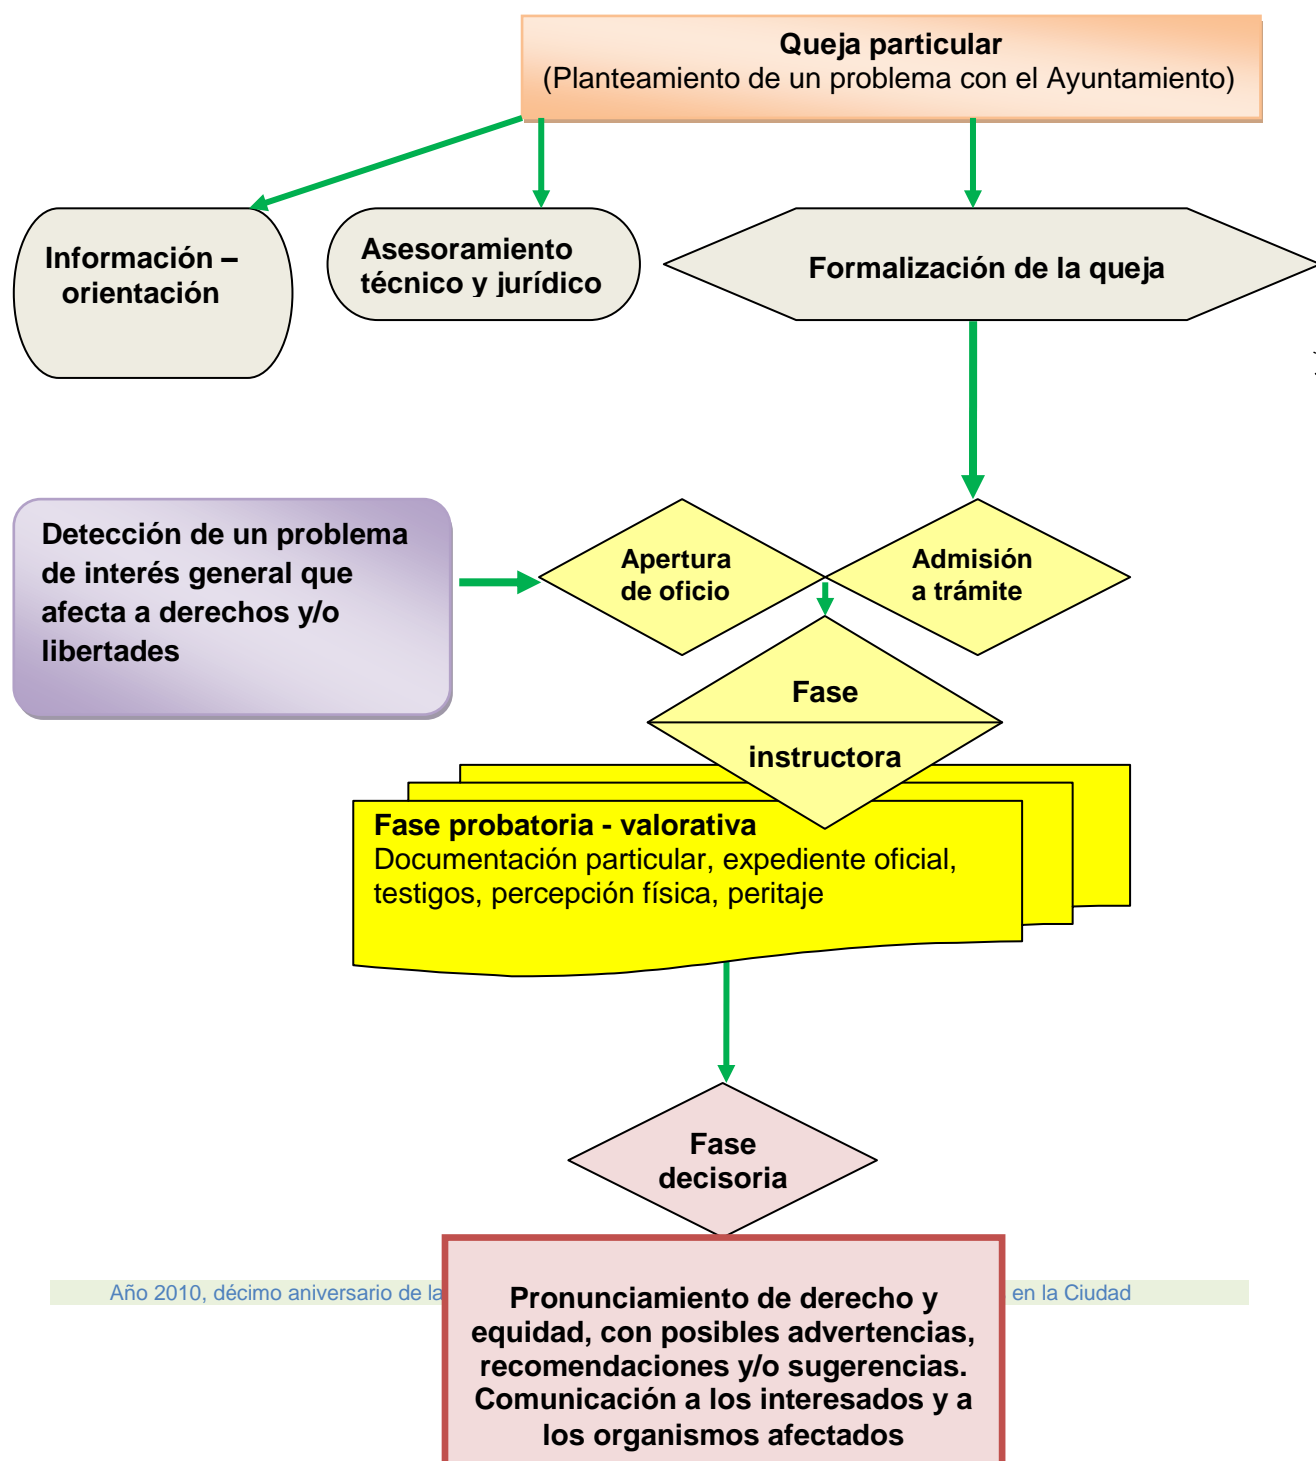 Queja particular
(Planteamiento de un problema con el Ayuntamiento)
Información –
orientación
Asesoramiento
técnico y jurídico
Formalización de la queja
Detección de un problema
de interés general que
afecta a derechos y/o
libertades
Apertura
de oficio
Admisión
a trámite
Fase
instructora
Fase probatoria - valorativa
Documentación particular, expediente oficial,
testigos, percepción física, peritaje
Fase
decisoria
Año 2010, décimo aniversario de la
en la Ciudad
Pronunciamiento de derecho y
equidad, con posibles advertencias,
recomendaciones y/o sugerencias.
Comunicación a los interesados y a
los organismos afectados